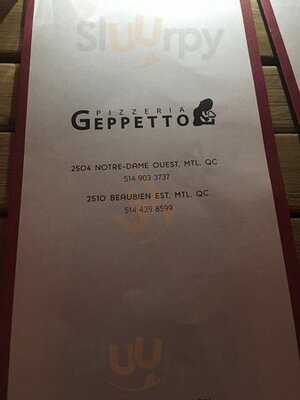 slurpy
PIZZERIA
GEPPETTO
2504 NOTRE-DAME OUEST, MTL. QC
514 903 3737
2510 BEAUBIEN EST, MTL. QC
514 439 8599